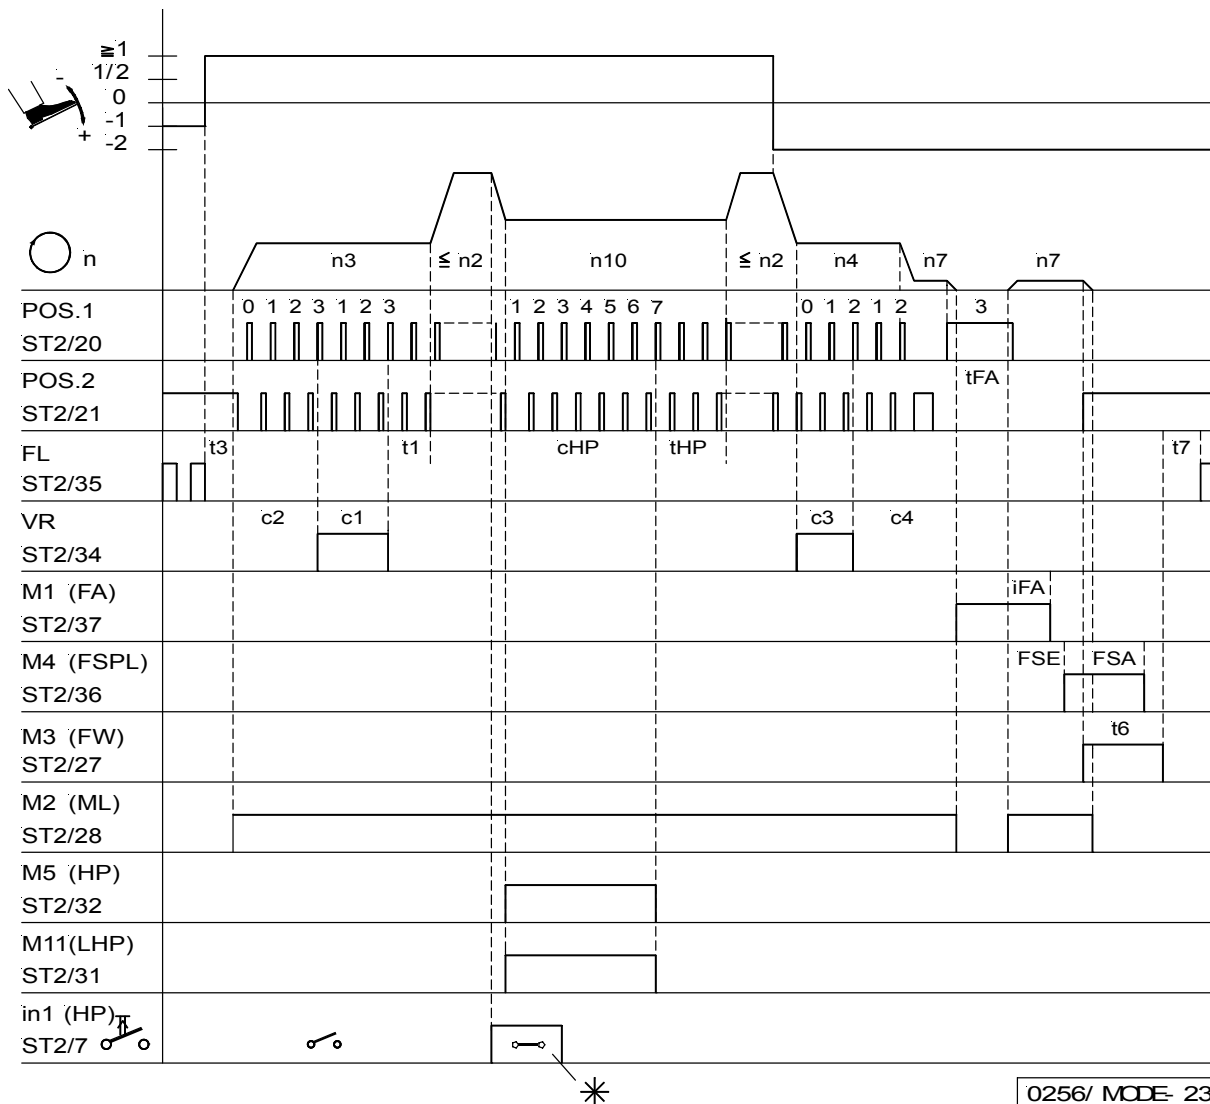 ≧1
1/2
0
-1
-2
-
+
n
n3
≤ n2
n10
≤ n2
n4
n7
n7
POS.1
ST2/20
0 1 2 3 1 2 3
1 2 3 4 5 6 7
0 1 2 1 2
3
POS.2
ST2/21
tFA
FL
ST2/35
t3
t1
cHP
tHP
t7
VR
ST2/34
c2
c1
c3
c4
M1 (FA)
ST2/37
iFA
M4 (FSPL)
ST2/36
FSE
FSA
M3 (FW)
ST2/27
t6
M2 (ML)
ST2/28
M5 (HP)
ST2/32
M11(LHP)
ST2/31
in1 (HP)
ST2/7
0256/ MODE- 23